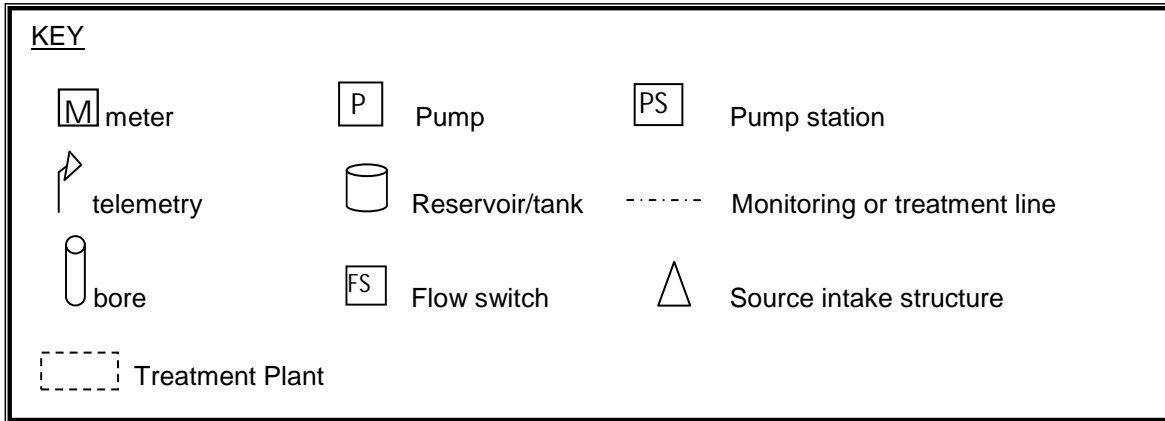 KEY
M meter P Pump PS Pump station
telemetry Reservoir/tank Monitoring or treatment line
bore FS Flow switch Source intake structure
Treatment Plant